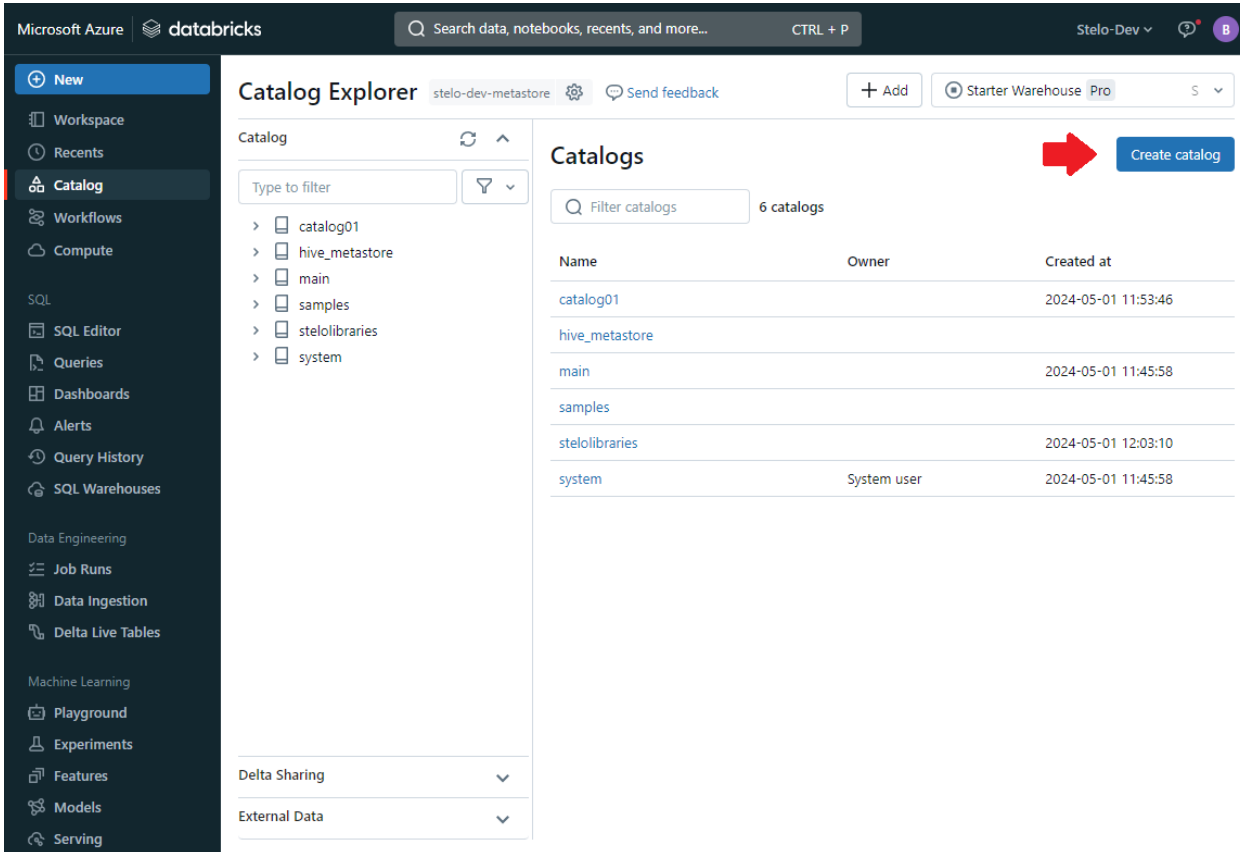 Microsoft Azure databricks Search data, notebooks, recents, and more... CTRL + P Stelo-Dev B
New
Workspace
Recents
Catalog
Workflows
Compute
SQL
SQL Editor
Queries
Dashboards
Alerts
Query History
SQL Warehouses
Data Engineering
Job Runs
Data Ingestion
Delta Live Tables
Machine Learning
Playground
Experiments
Features
Models
Serving
Catalog Explorer stelo-dev-metastore Send feedback Add Starter Warehouse Pro S
Catalog
Type to filter
catalog01
hive_metastore
main
samples
stelolibraries
system
Delta Sharing
External Data
Catalogs Create catalog
Filter catalogs 6 catalogs
Name Owner Created at
catalog01 2024-05-01 11:53:46
hive_metastore
main 2024-05-01 11:45:58
samples
stelolibraries 2024-05-01 12:03:10
system System user 2024-05-01 11:45:58